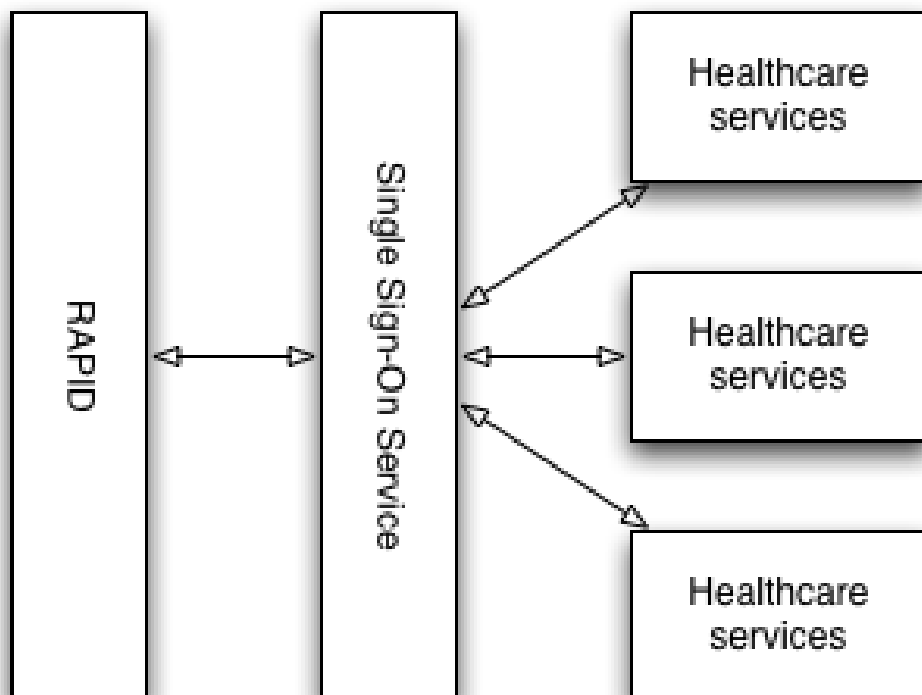 RAPID
Single Sign-On Service
Healthcare
services
Healthcare
services
Healthcare
services